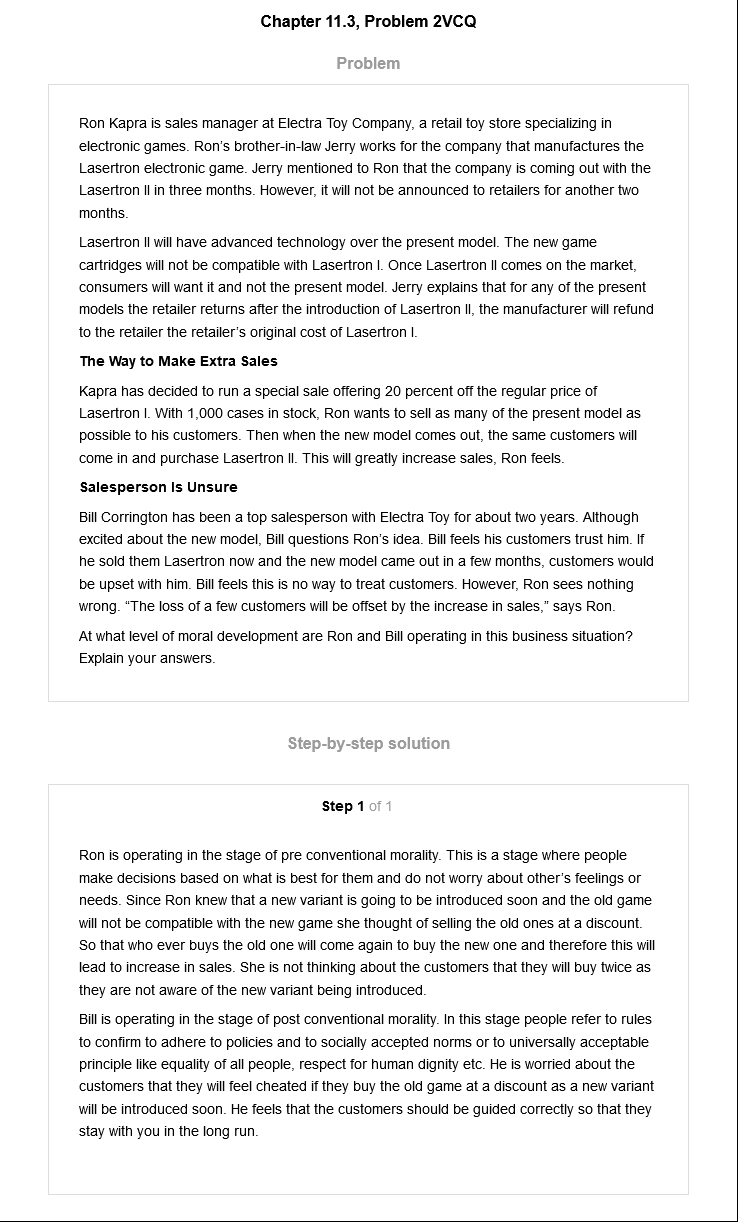 Chapter 11.3, Problem 2VCQ
Problem
Ron Kapra is sales manager at Electra Toy Company, a retail toy store specializing in
electronic games. Ron's brother-in-law Jerry works for the company that manufactures the
Lasertron electronic game. Jerry mentioned to Ron that the company is coming out with the
Lasertron II in three months. However, it will not be announced to retailers for another two
months.
Lasertron II will have advanced technology over the present model. The new game
cartridges will not be compatible with Lasertron I. Once Lasertron II comes on the market,
consumers will want it and not the present model. Jerry explains that for any of the present
models the retailer returns after the introduction of Lasertron II, the manufacturer will refund
to the retailer the retailer's original cost of Lasertron I.
The Way to Make Extra Sales
Kapra has decided to run a special sale offering 20 percent off the regular price of
Lasertron I. With 1,000 cases in stock, Ron wants to sell as many of the present model as
possible to his customers. Then when the new model comes out, the same customers will
come in and purchase Lasertron II. This will greatly increase sales, Ron feels.
Salesperson Is Unsure
Bill Corrington has been a top salesperson with Electra Toy for about two years. Although
excited about the new model, Bill questions Ron's idea. Bill feels his customers trust him. If
he sold them Lasertron now and the new model came out in a few months, customers would
be upset with him. Bill feels this is no way to treat customers. However, Ron sees nothing
wrong. “The loss of a few customers will be offset by the increase in sales,” says Ron.
At what level of moral development are Ron and Bill operating in this business situation?
Explain your answers.
Step-by-step solution
Step 1 of 1
Ron is operating in the stage of pre conventional morality. This is a stage where people
make decisions based on what is best for them and do not worry about other's feelings or
needs. Since Ron knew that a new variant is going to be introduced soon and the old game
will not be compatible with the new game she thought of selling the old ones at a discount.
So that who ever buys the old one will come again to buy the new one and therefore this will
lead to increase in sales. She is not thinking about the customers that they will buy twice as
they are not aware of the new variant being introduced.
Bill is operating in the stage of post conventional morality. In this stage people refer to rules
to confirm to adhere to policies and to socially accepted norms or to universally acceptable
principle like equality of all people, respect for human dignity etc. He is worried about the
customers that they will feel cheated if they buy the old game at a discount as a new variant
will be introduced soon. He feels that the customers should be guided correctly so that they
stay with you in the long run.